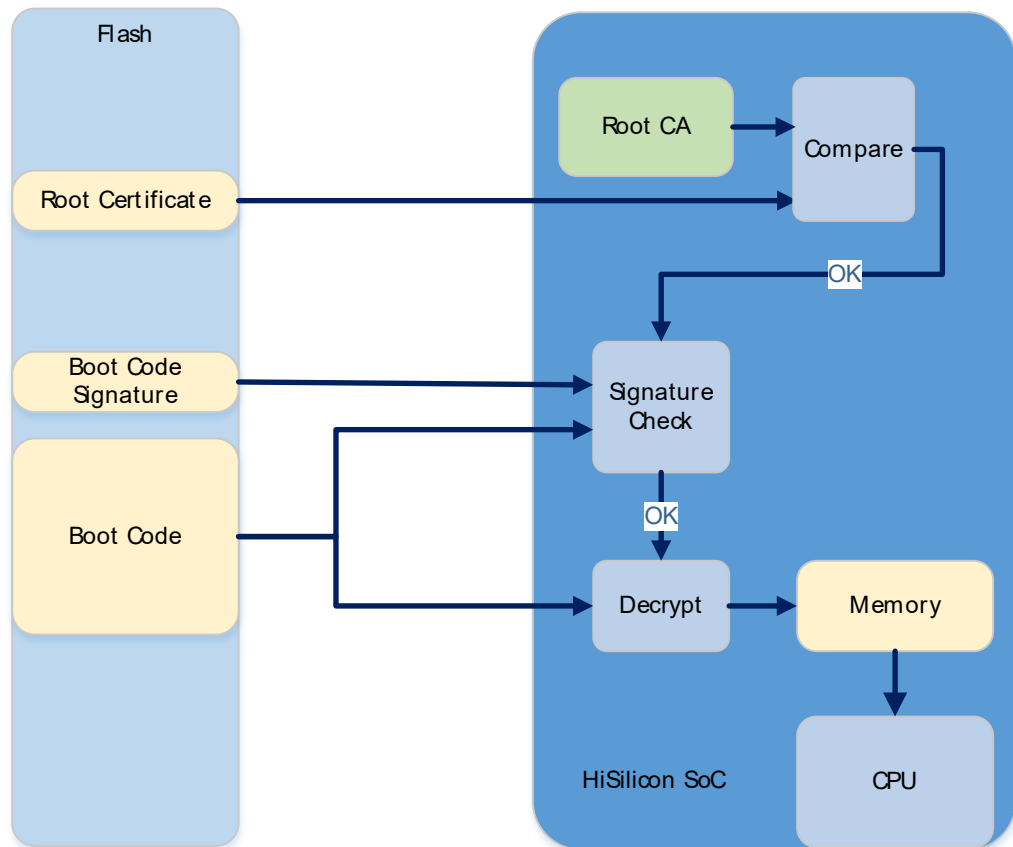 Flash
Root CA
Compare
Root Certificate
OK
Boot Code
Signature
Signature
Check
Boot Code
OK
Decrypt
Memory
HiSilicon SoC
CPU